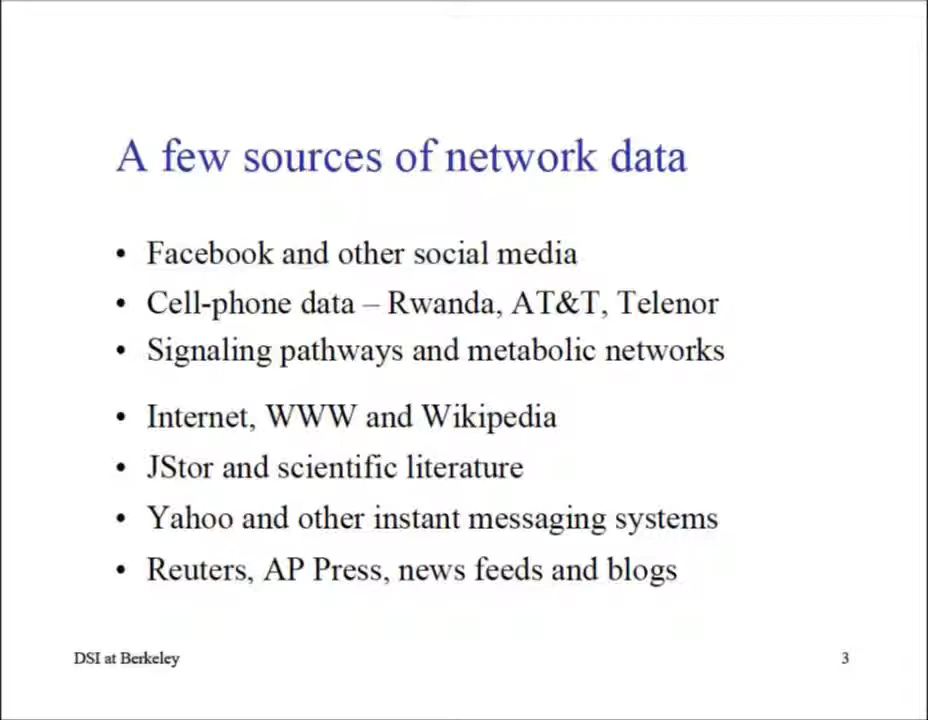 A few sources of network data
• Facebook and other social media
• Cell-phone data – Rwanda, AT&T, Telenor
• Signaling pathways and metabolic networks
• Internet, WWW and Wikipedia
• JStor and scientific literature
• Yahoo and other instant messaging systems
• Reuters, AP Press, news feeds and blogs
DSI at Berkeley
3